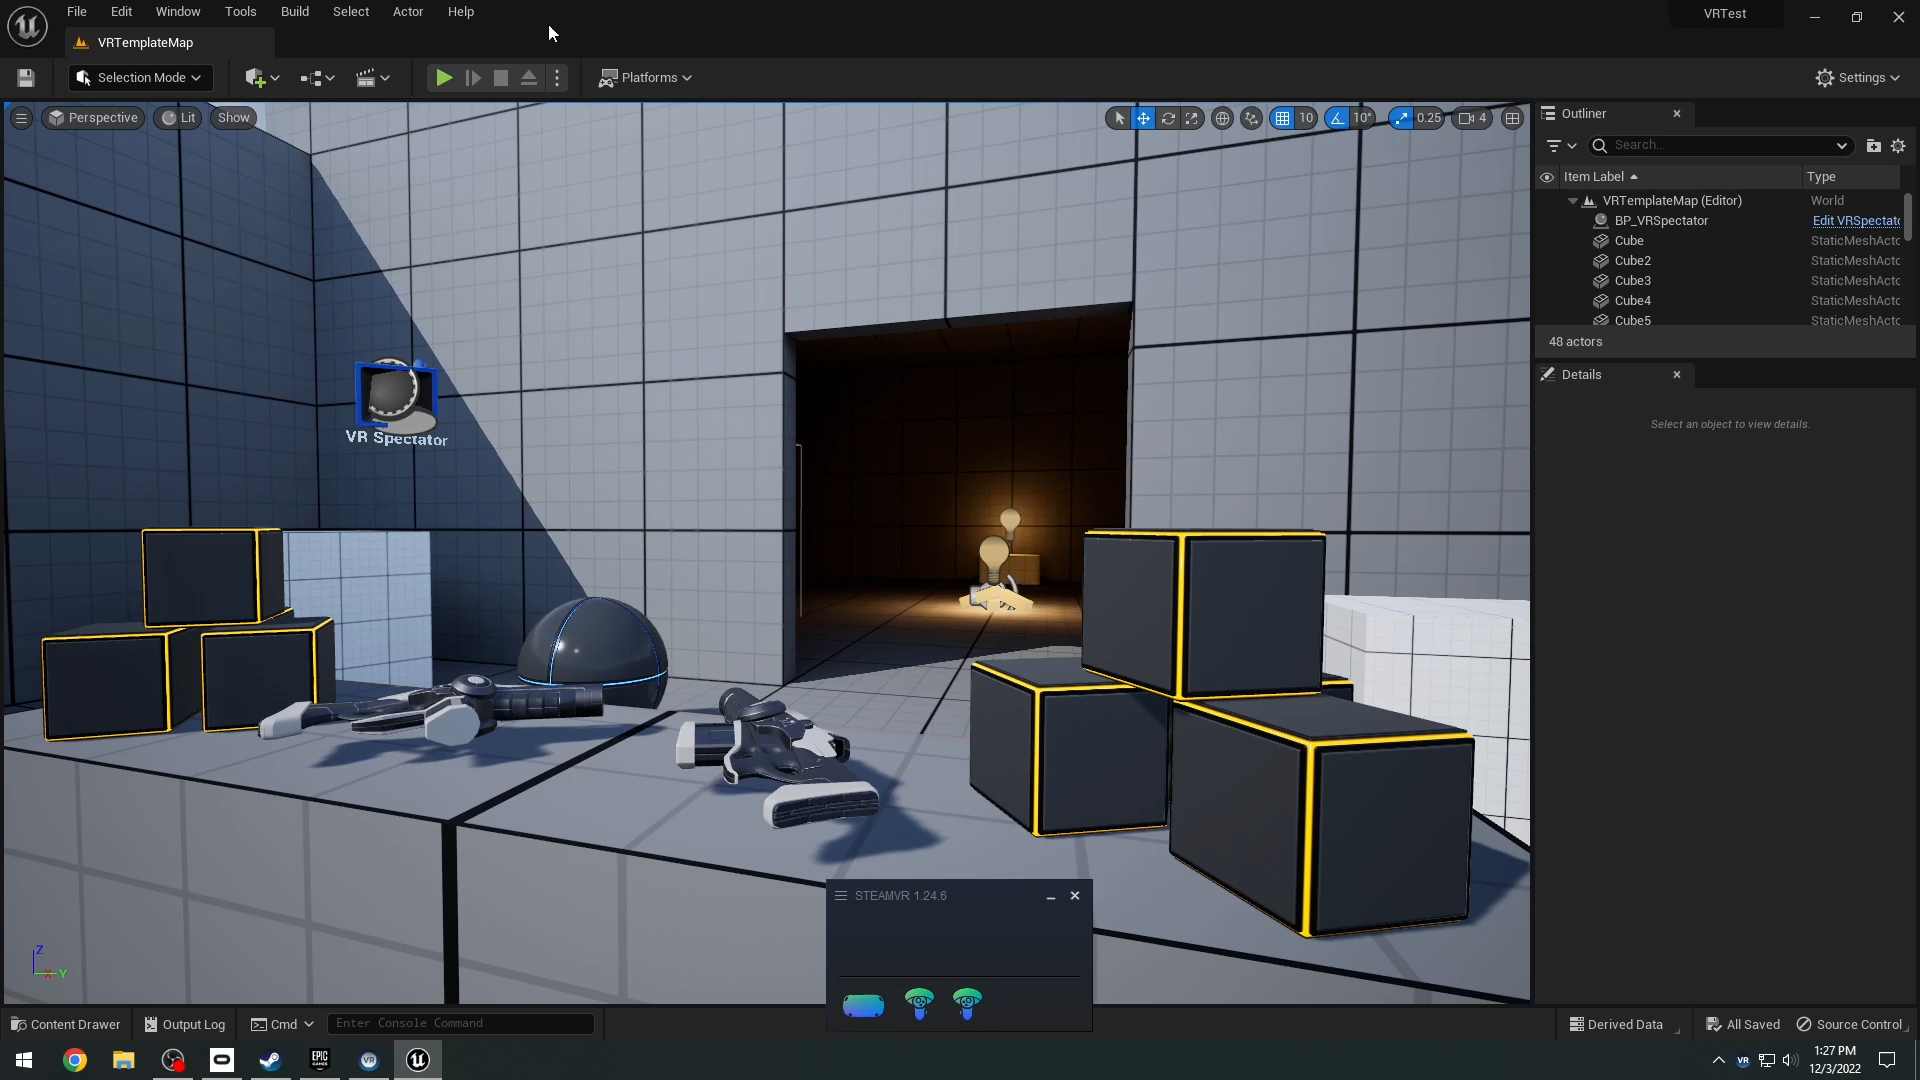 File Edit Window Tools Build Select Actor Help
VRTest
VRTemplateMap
Selection Mode
Platforms
Settings
Perspective
Lit
Show
10
10°
0.25
4
Outliner
Search...
Item Label
Type
VRTemplateMap (Editor)
World
BP_VRSpectator
Edit VRSpectato
Cube
StaticMeshActo
Cube2
StaticMeshActo
Cube3
StaticMeshActo
Cube4
StaticMeshActo
Cube5
StaticMeshActo
48 actors
Details
Select an object to view details.
VR Spectator
STEAMVR 1.24.6
Z
X
Y
Content Drawer
Output Log
Cmd
Enter Console Command
Derived Data
All Saved
Source Control
EPIC
GAMES
VR
VR
1:27 PM
12/3/2022